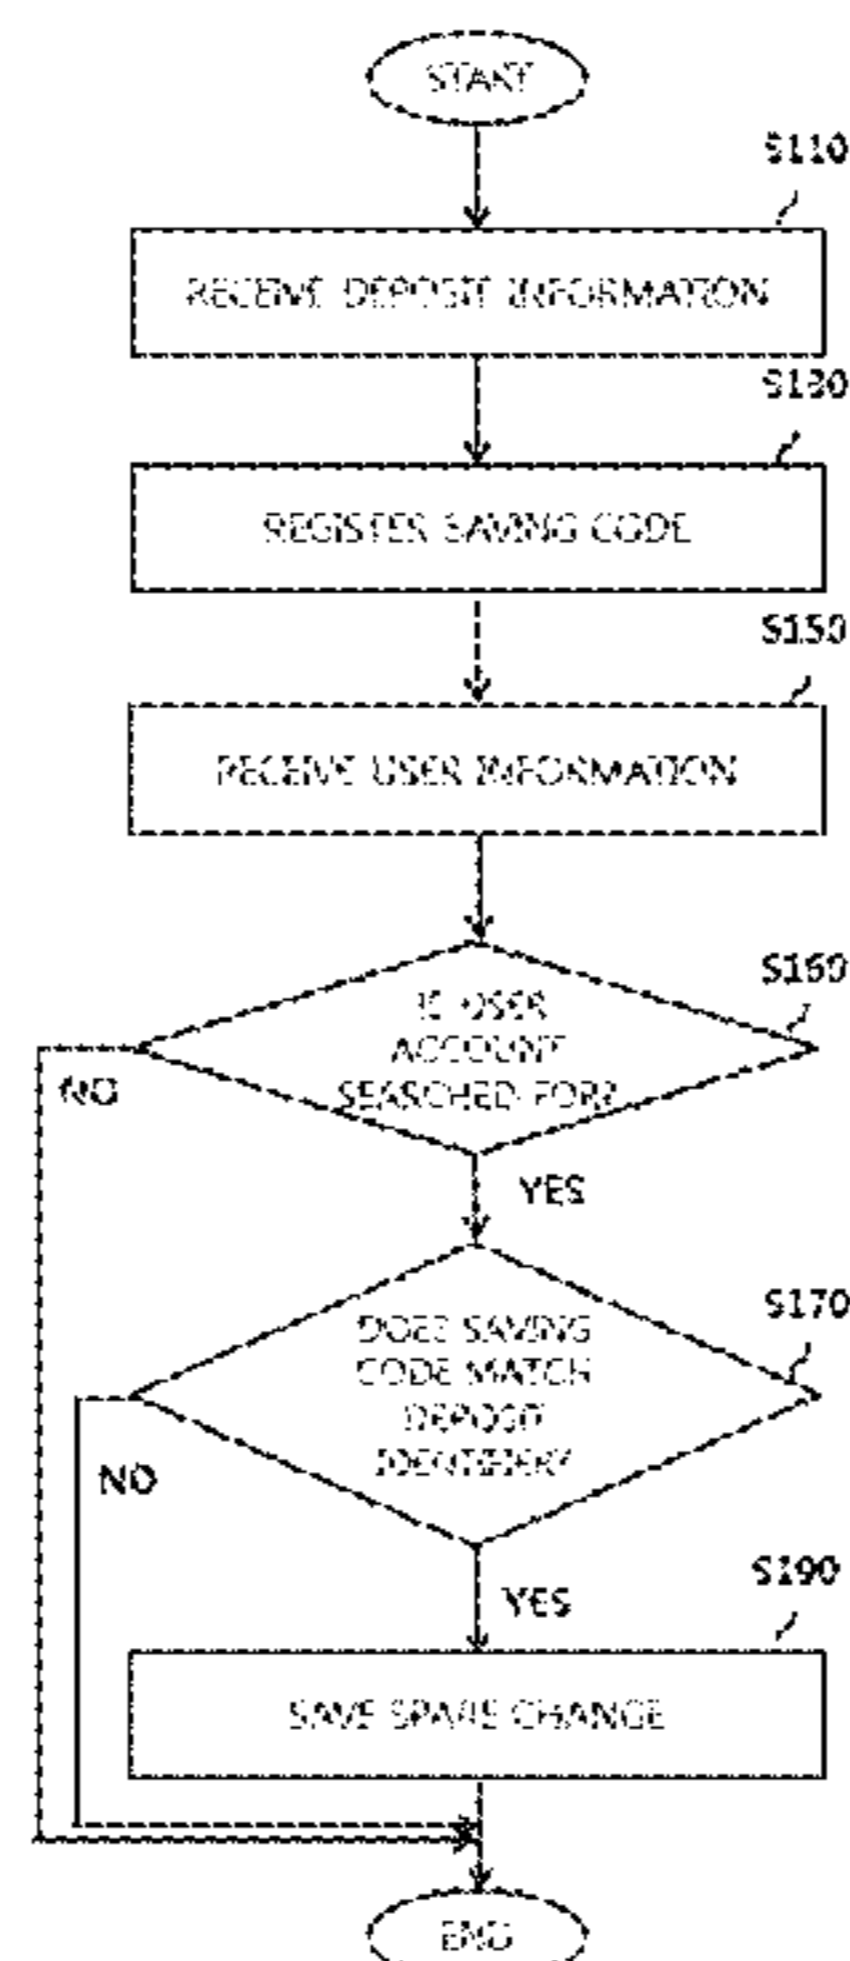 START
S110
RECEIVE DEPOSIT INFORMATION
S130
REGISTER SAVING CODE
S150
RECEIVE USER INFORMATION
S160
IS USER
ACCOUNT
SEARCHED FOR?
NO
YES
S170
DOES SAVING
CODE MATCH
DEPOSIT
IDENTIFIER?
NO
YES
S190
SAVE SPARE CHANGE
END